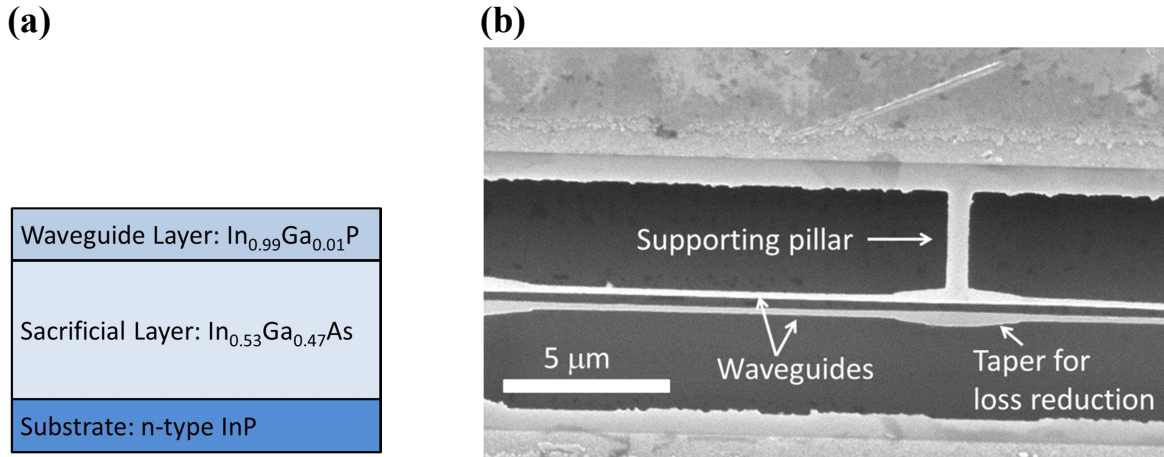 (a)
Waveguide Layer: In₀.₉₉Ga₀.₀₁P
Sacrificial Layer: In₀.₅₃Ga₀.₄₇As
Substrate: n-type InP
(b)
Supporting pillar
5 μm
Waveguides
Taper for
loss reduction